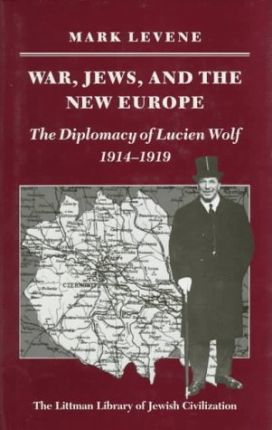 MARK LEVENE
WAR, JEWS, AND THE
NEW EUROPE
The Diplomacy of Lucien Wolf
1914–1919
The Littman Library of Jewish Civilization